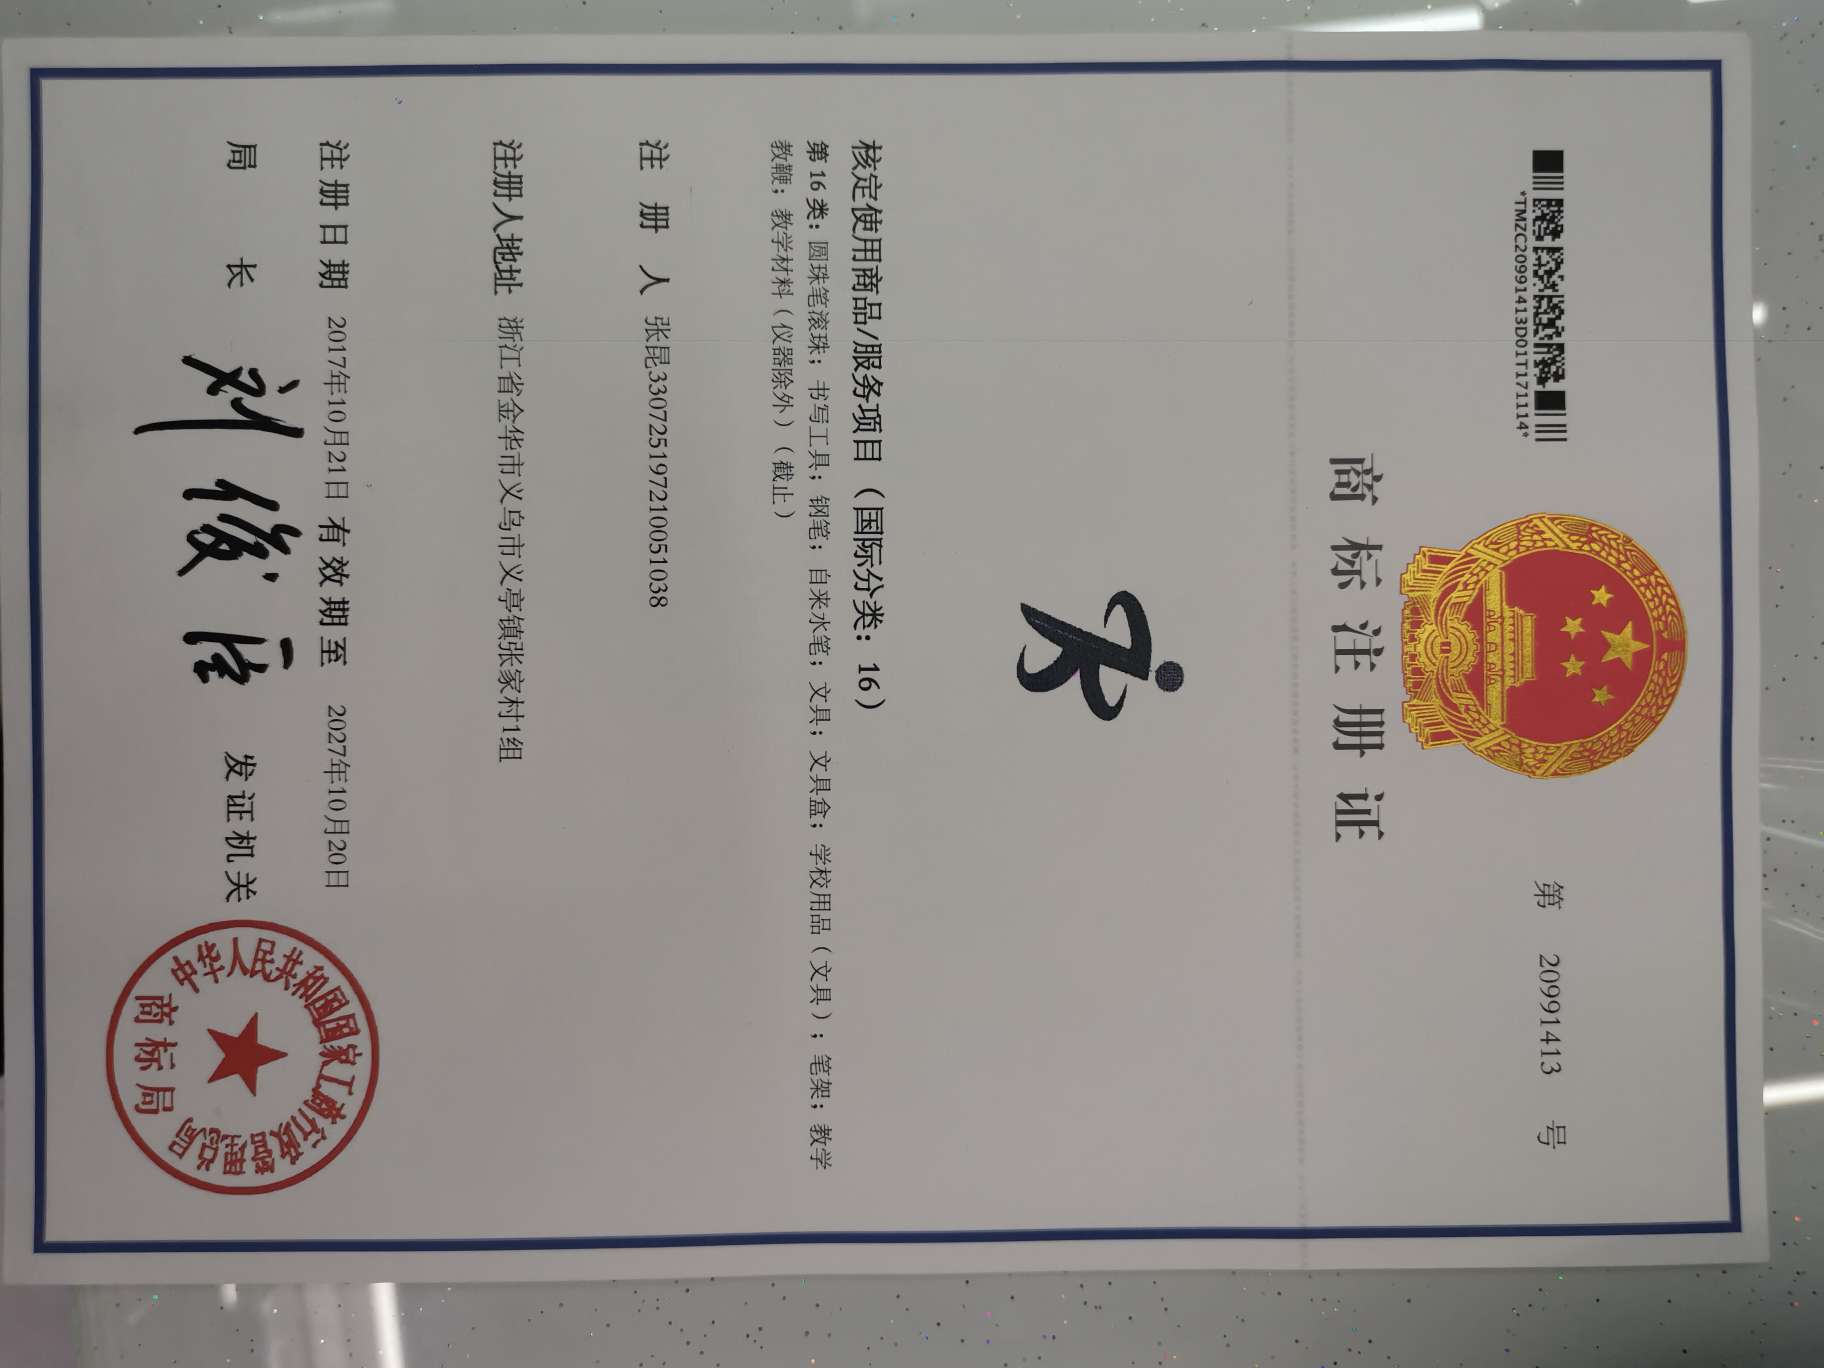 *TMZC20991413D01T171114*
第 20991413 号
商标注册证
核定使用商品/服务项目（国际分类：16）
第 16 类：圆珠笔滚珠；书写工具；钢笔；自来水笔；文具；文具盒；学校用品（文具）；笔架；教学
教鞭；教学材料（仪器除外）（截止）
注册人 张昆330725197210051038
注册人地址 浙江省金华市义乌市义亭镇张家村1组
注册日期 2017年10月21日 有效期至 2027年10月20日
局长 刘俊臣 发证机关
中华人民共和国国家工商行政管理总局
商标局